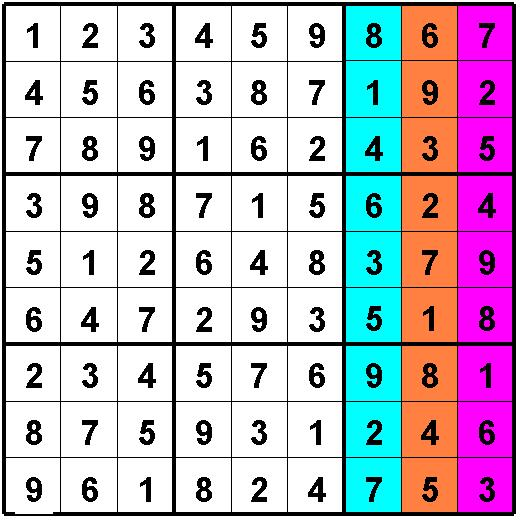 1 2 3 4 5 9 8 6 7
4 5 6 3 8 7 1 9 2
7 8 9 1 6 2 4 3 5
3 9 8 7 1 5 6 2 4
5 1 2 6 4 8 3 7 9
6 4 7 2 9 3 5 1 8
2 3 4 5 7 6 9 8 1
8 7 5 9 3 1 2 4 6
9 6 1 8 2 4 7 5 3